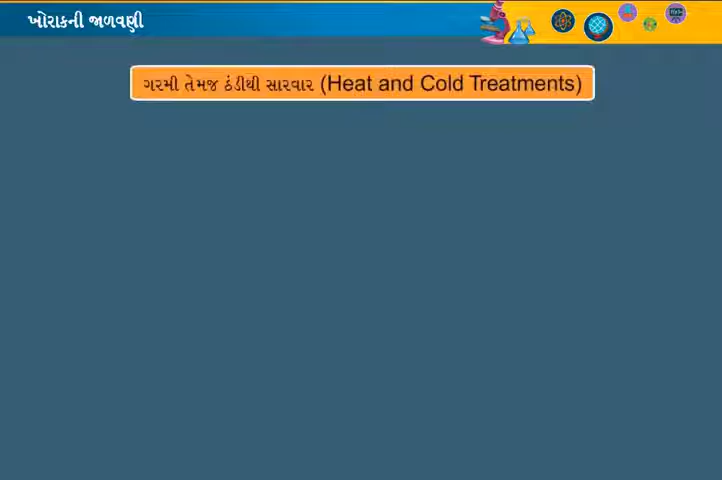 ખોરાકની જાળવણી
ગરમી તેમજ ઠંડીથી સારવાર (Heat and Cold Treatments)